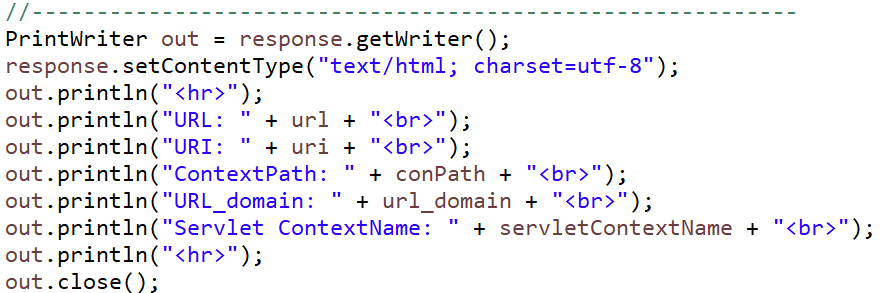 //------------------------------------------------------------
PrintWriter out = response.getWriter();
response.setContentType("text/html; charset=utf-8");
out.println("<hr>");
out.println("URL: " + url + "<br>");
out.println("URI: " + uri + "<br>");
out.println("ContextPath: " + conPath + "<br>");
out.println("URL_domain: " + url_domain + "<br>");
out.println("Servlet ContextName: " + servletContextName + "<br>");
out.println("<hr>");
out.close();